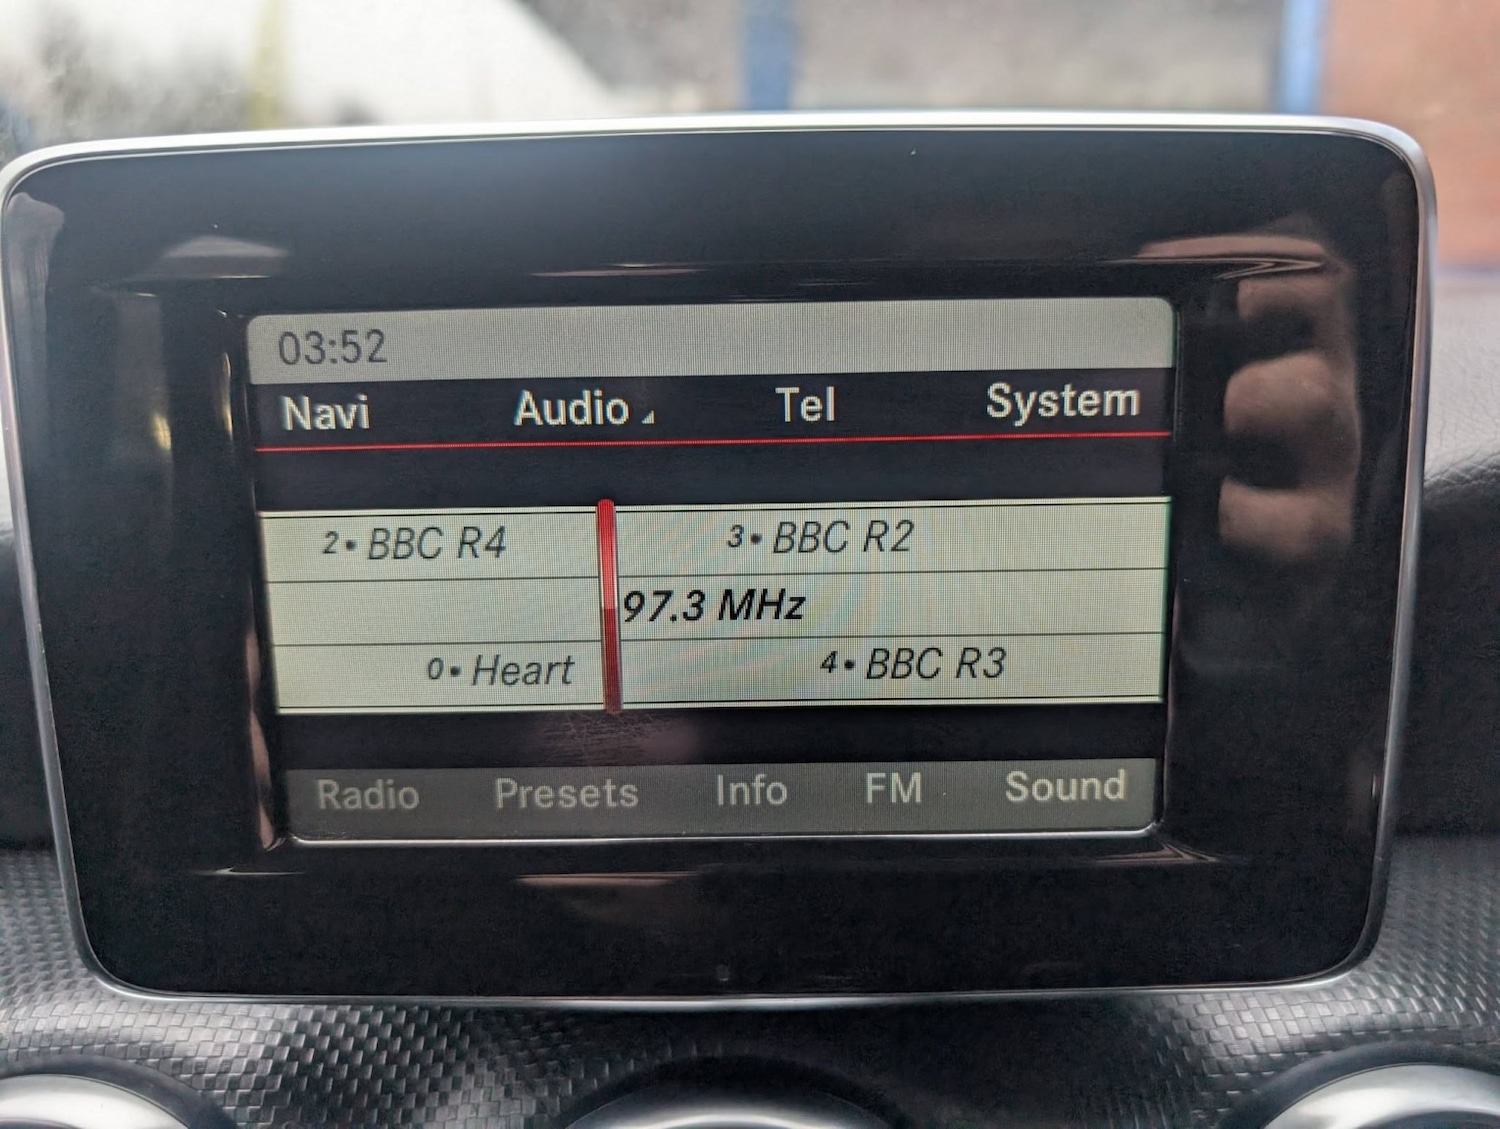 03:52
Navi Audio Tel System
2• BBC R4 3• BBC R2
97.3 MHz
0• Heart 4• BBC R3
Radio Presets Info FM Sound